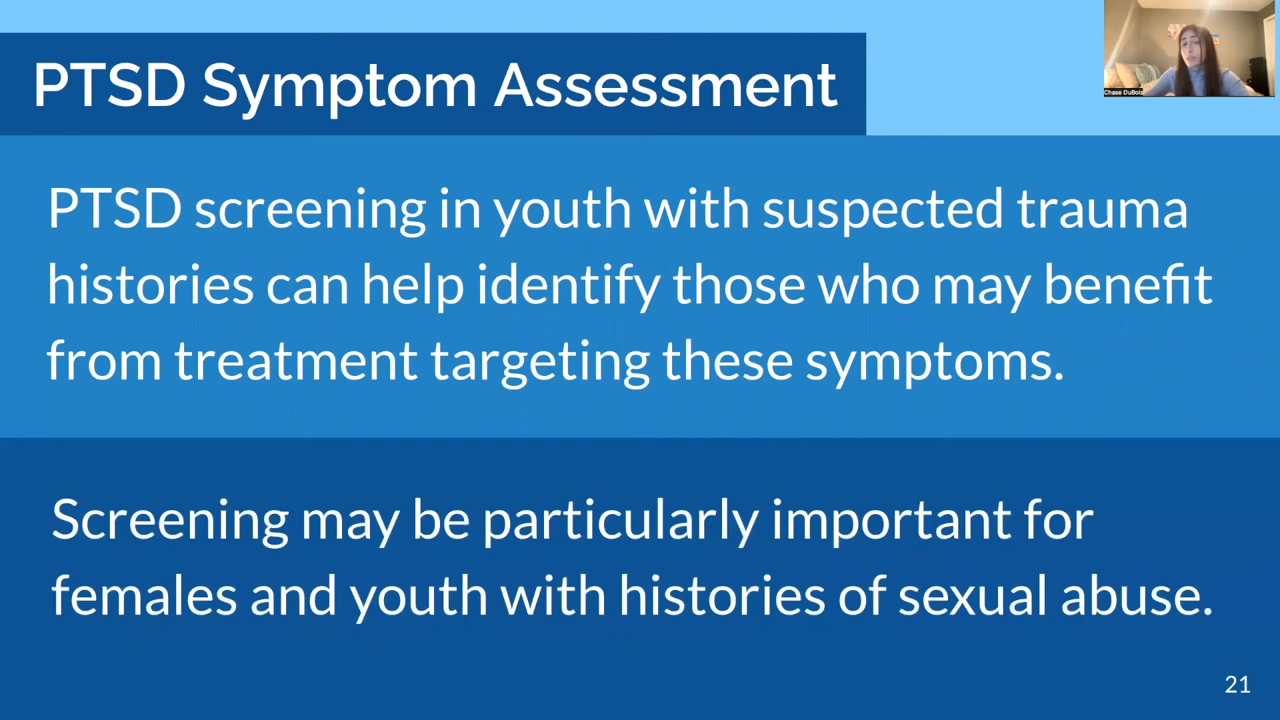 PTSD Symptom Assessment
Chase DuBois
PTSD screening in youth with suspected trauma
histories can help identify those who may benefit
from treatment targeting these symptoms.
Screening may be particularly important for
females and youth with histories of sexual abuse.
21